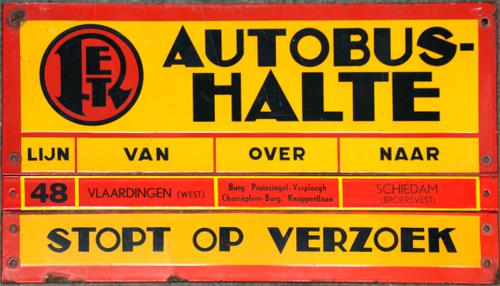 RET
AUTOBUS-
HALTE
LIJN VAN OVER NAAR
48 VLAARDINGEN (WEST) Burg. Pruissingel-Verploegh Chasséplein-Burg. Knappertlaan SCHIEDAM (BROERSVEST)
STOPT OP VERZOEK